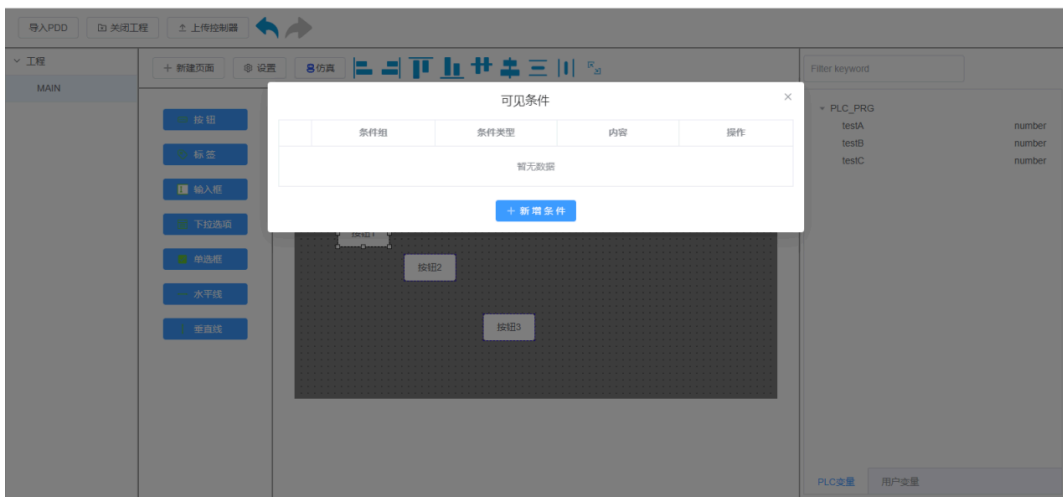 导入PDD 关闭工程 上传控制器
工程
MAIN
新建页面 设置 仿真
Filter keyword
可见条件
条件组 条件类型 内容 操作
暂无数据
+ 新增条件
按钮
标签
输入框
下拉选项
单选框
水平线
垂直线
按钮1
按钮2
按钮3
PLC_PRG
testA number
testB number
testC number
PLC变量 用户变量